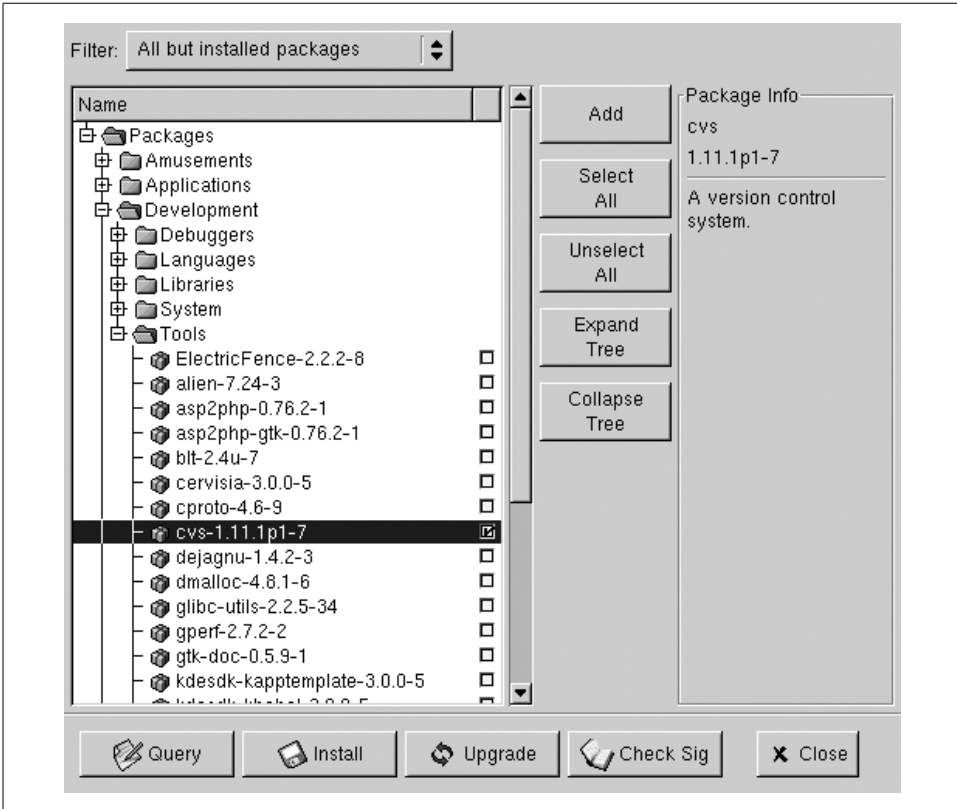 Filter: All but installed packages
Name
Packages
Amusements
Applications
Development
Debuggers
Languages
Libraries
System
Tools
ElectricFence-2.2.2-8
alien-7.24-3
asp2php-0.76.2-1
asp2php-gtk-0.76.2-1
blt-2.4u-7
cervisia-3.0.0-5
cproto-4.6-9
cvs-1.11.1p1-7
dejagnu-1.4.2-3
dmalloc-4.8.1-6
glibc-utils-2.2.5-34
gperf-2.7.2-2
gtk-doc-0.5.9-1
kdesdk-kapptemplate-3.0.0-5
Add
Select
All
Unselect
All
Expand
Tree
Collapse
Tree
Package Info
cvs
1.11.1p1-7
A version control
system.
Query Install Upgrade Check Sig Close